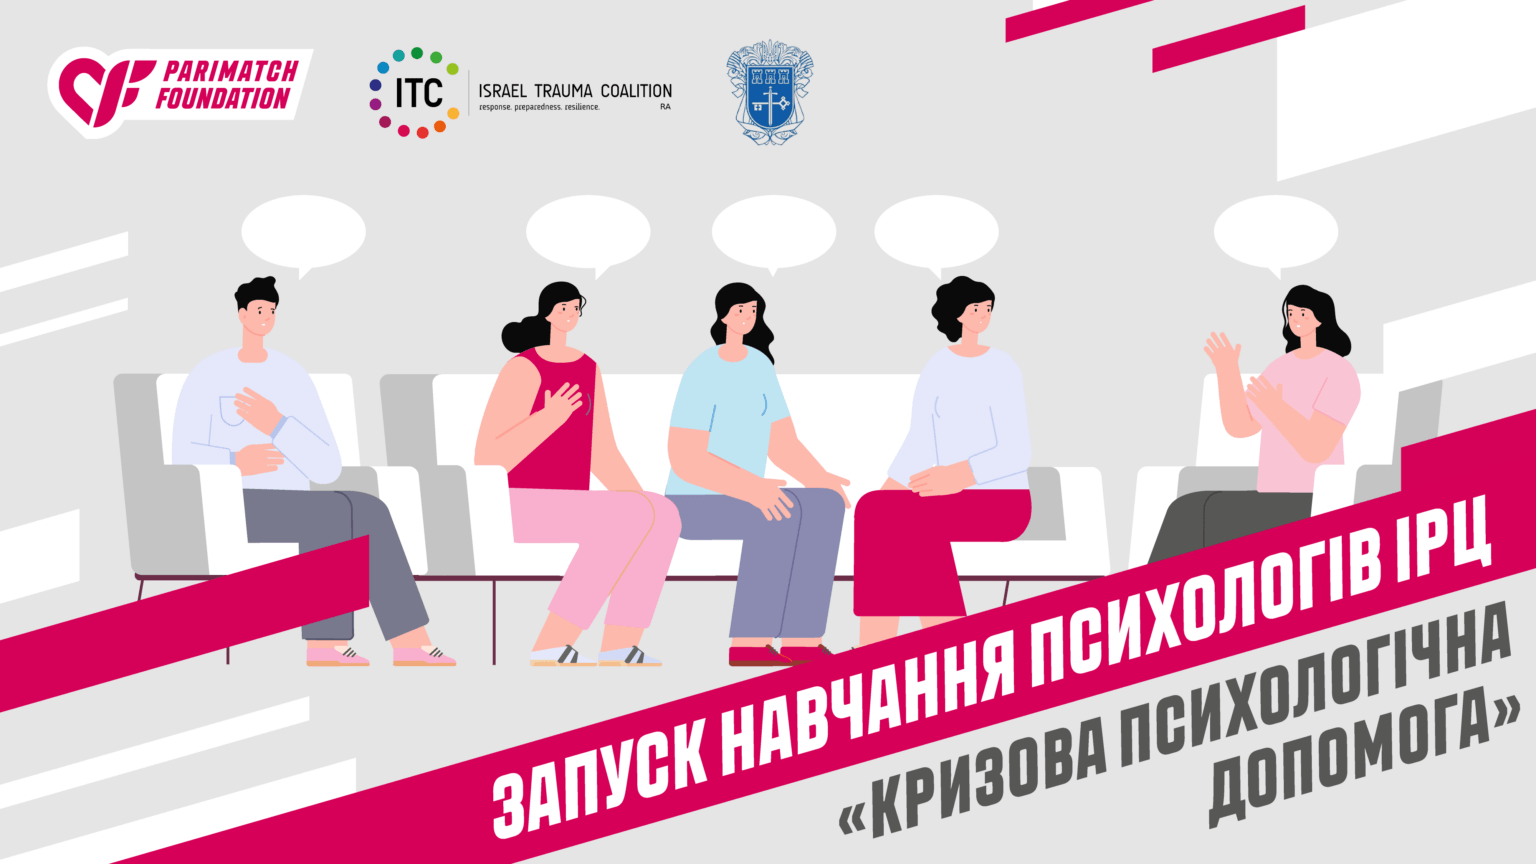 PARIMATCH
FOUNDATION
ITC
ISRAEL TRAUMA COALITION
response. preparedness. resilience.
RA
ЗАПУСК НАВЧАННЯ ПСИХОЛОГІВ ІРЦ
«КРИЗОВА ПСИХОЛОГІЧНА
ДОПОМОГА»